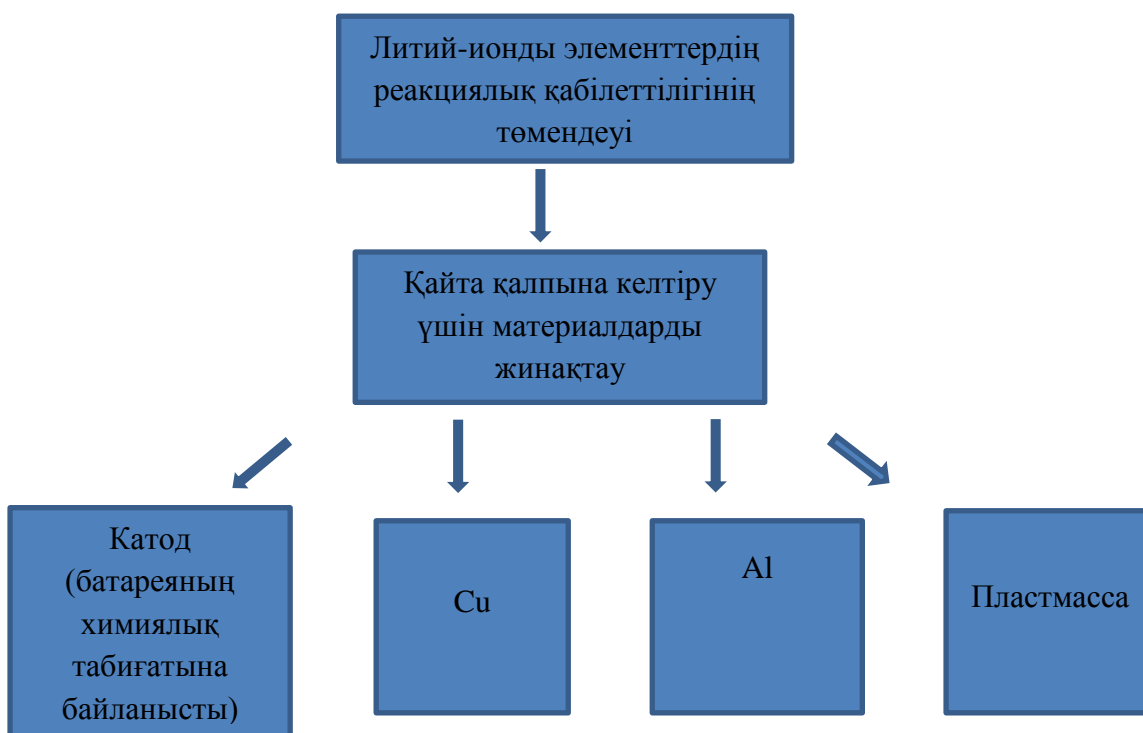 Литий-ионды элементтердің
реакциялық қабілеттілігінің
төмендеуі
Қайта қалпына келтіру
үшін материалдарды
жинақтау
Катод
(батареяның
химиялық
табиғатына
байланысты)
Cu
Al
Пластмасса